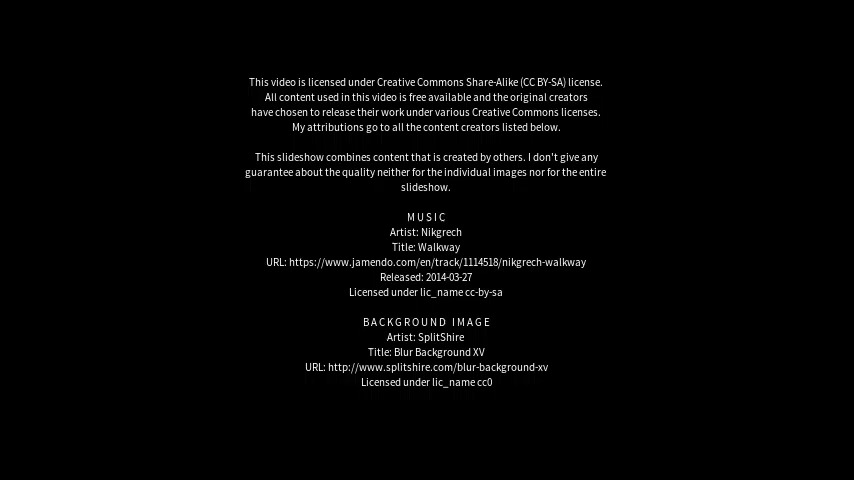 This video is licensed under Creative Commons Share-Alike (CC BY-SA) license.
All content used in this video is free available and the original creators
have chosen to release their work under various Creative Commons licenses.
My attributions go to all the content creators listed below.
This slideshow combines content that is created by others. I don't give any
guarantee about the quality neither for the individual images nor for the entire
slideshow.
MUSIC
Artist: Nikgrech
Title: Walkway
URL: https://www.jamendo.com/en/track/1114518/nikgrech-walkway
Released: 2014-03-27
Licensed under lic_name cc-by-sa
BACKGROUND IMAGE
Artist: SplitShire
Title: Blur Background XV
URL: http://www.splitshire.com/blur-background-xv
Licensed under lic_name cc0